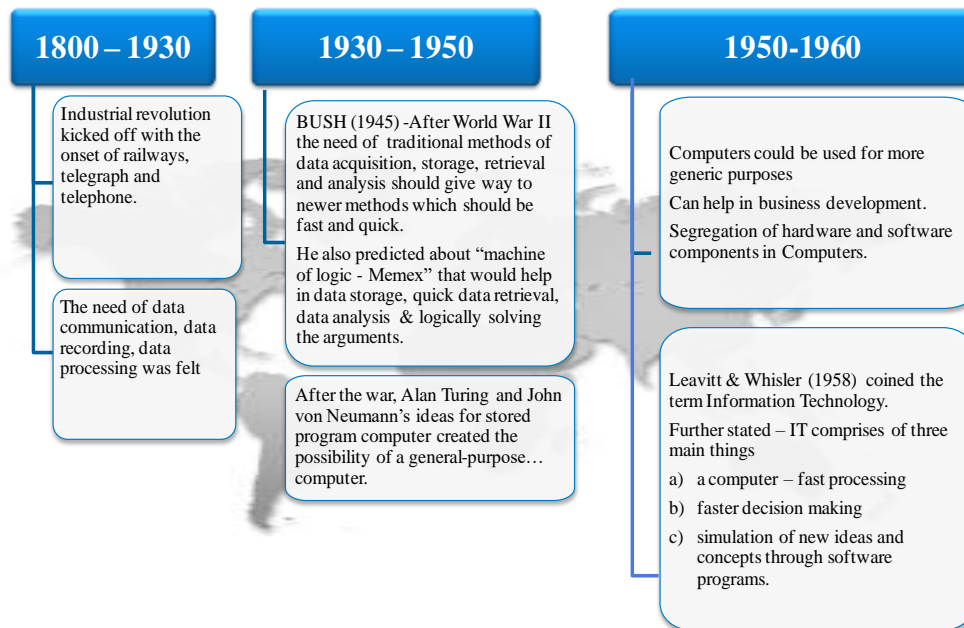 1800 – 1930
Industrial revolution
kicked off with the
onset of railways,
telegraph and
telephone.
The need of data
communication, data
recording, data
processing was felt
1930 – 1950
BUSH (1945) -After World War II
the need of traditional methods of
data acquisition, storage, retrieval
and analysis should give way to
newer methods which should be
fast and quick.
He also predicted about “machine
of logic - Memex” that would help
in data storage, quick data retrieval,
data analysis & logically solving
the arguments.
After the war, Alan Turing and John
von Neumann’s ideas for stored
program computer created the
possibility of a general-purpose…
computer.
1950-1960
Computers could be used for more
generic purposes
Can help in business development.
Segregation of hardware and software
components in Computers.
Leavitt & Whisler (1958) coined the
term Information Technology.
Further stated – IT comprises of three
main things
a) a computer – fast processing
b) faster decision making
c) simulation of new ideas and
concepts through software
programs.